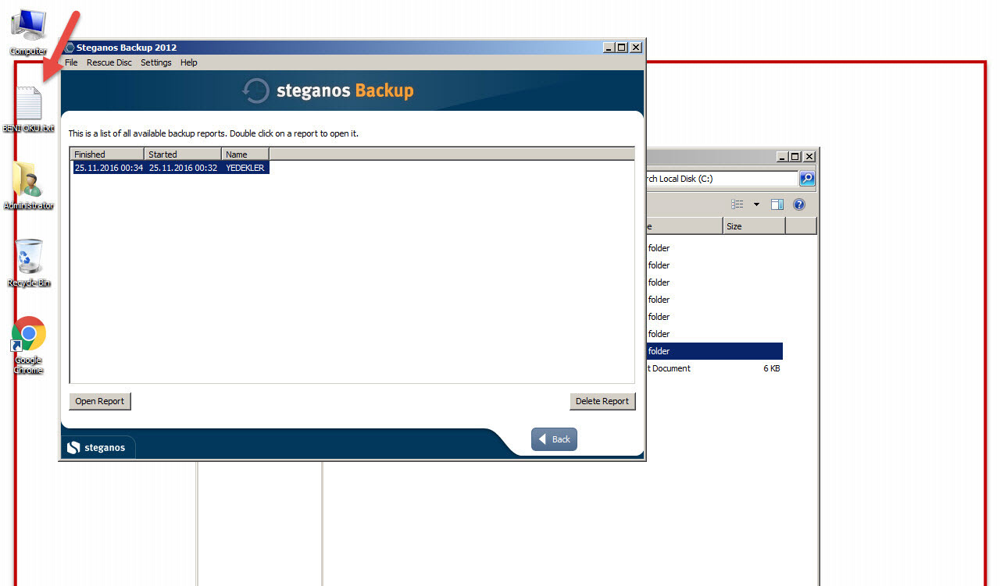 Computer
BENI OKU.txt
Administrator
Recycle Bin
Google
Chrome
Steganos Backup 2012
File Rescue Disc Settings Help
steganos Backup
This is a list of all available backup reports. Double click on a report to open it.
Finished Started Name
25.11.2016 00:34 25.11.2016 00:32 YEDEKLER
Open Report Delete Report
steganos
Back
rch Local Disk (C:)
e Size
folder
folder
folder
folder
folder
folder
folder
t Document 6 KB